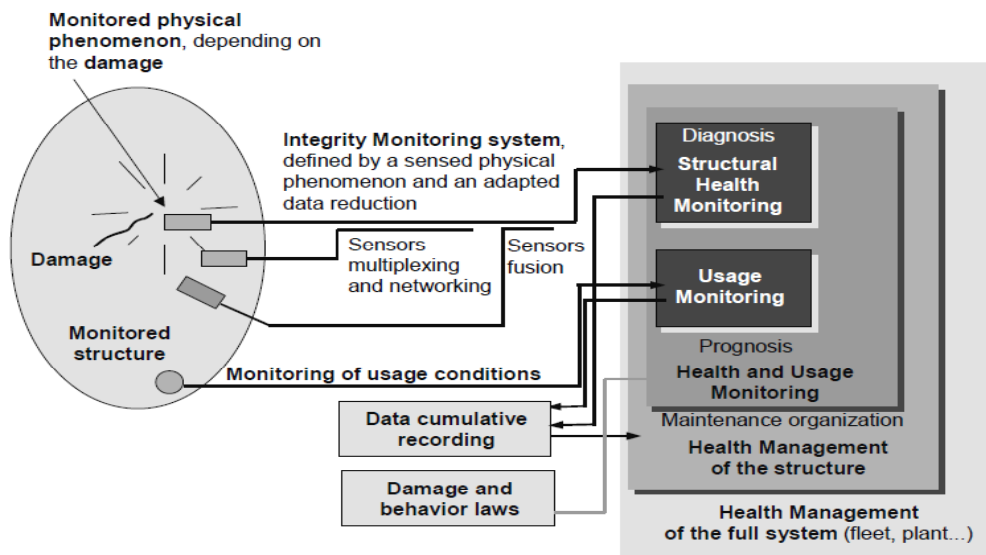 Monitored physical
phenomenon, depending on
the damage
Integrity Monitoring system,
defined by a sensed physical
phenomenon and an adapted
data reduction
Damage
Sensors
multiplexing
and networking
Sensors
fusion
Monitored
structure
Monitoring of usage conditions
Data cumulative
recording
Damage and
behavior laws
Diagnosis
Structural
Health
Monitoring
Usage
Monitoring
Prognosis
Health and Usage
Monitoring
Maintenance organization
Health Management
of the structure
Health Management
of the full system (fleet, plant...)